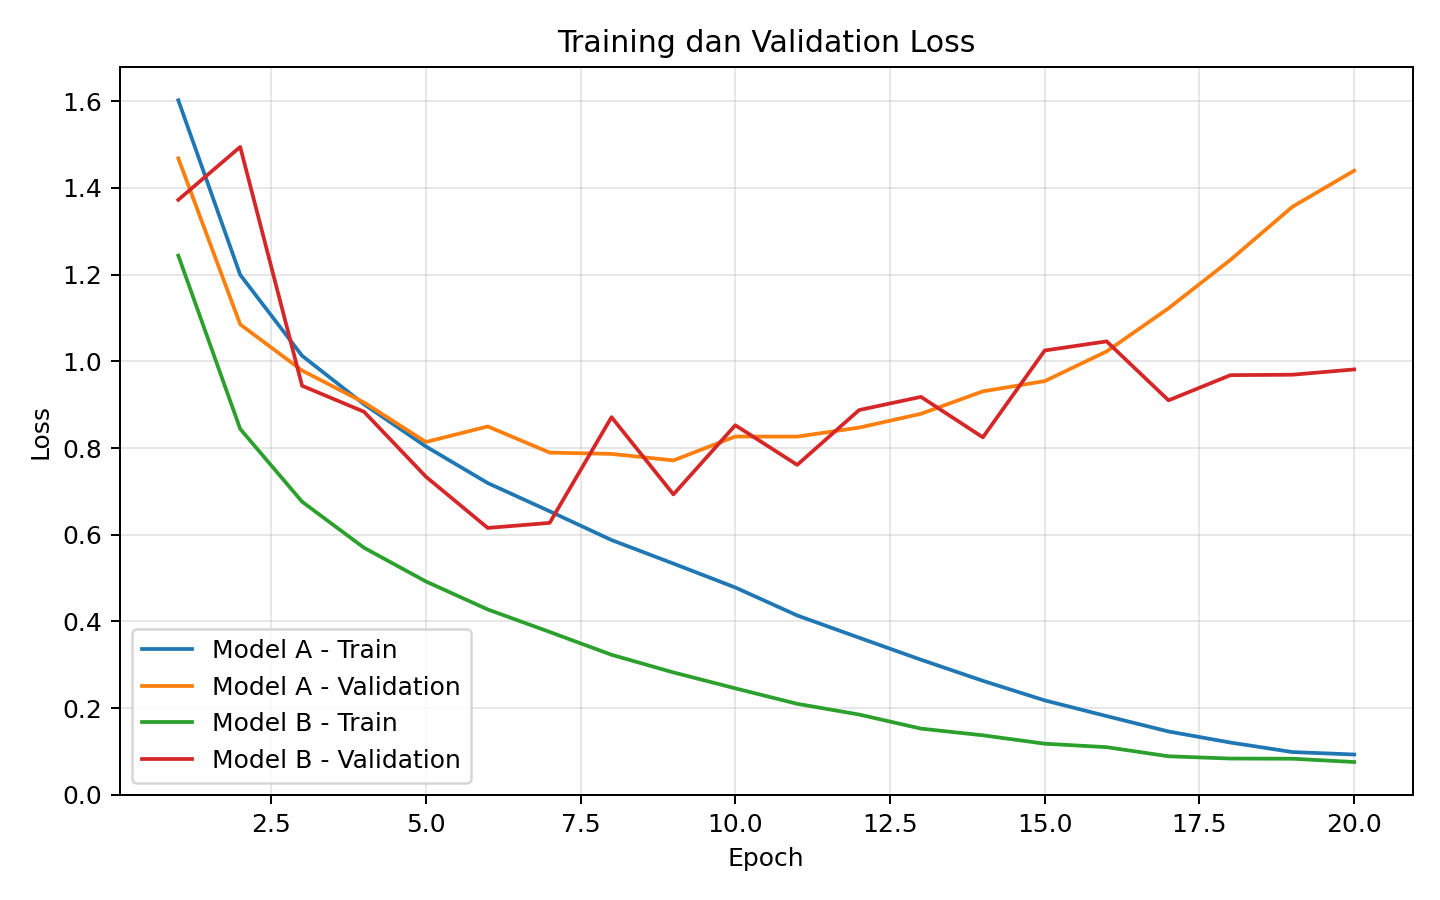 Training dan Validation Loss
Loss
1.6
1.4
1.2
1.0
0.8
0.6
0.4
0.2
0.0
Model A - Train
Model A - Validation
Model B - Train
Model B - Validation
2.5 5.0 7.5 10.0 12.5 15.0 17.5 20.0
Epoch